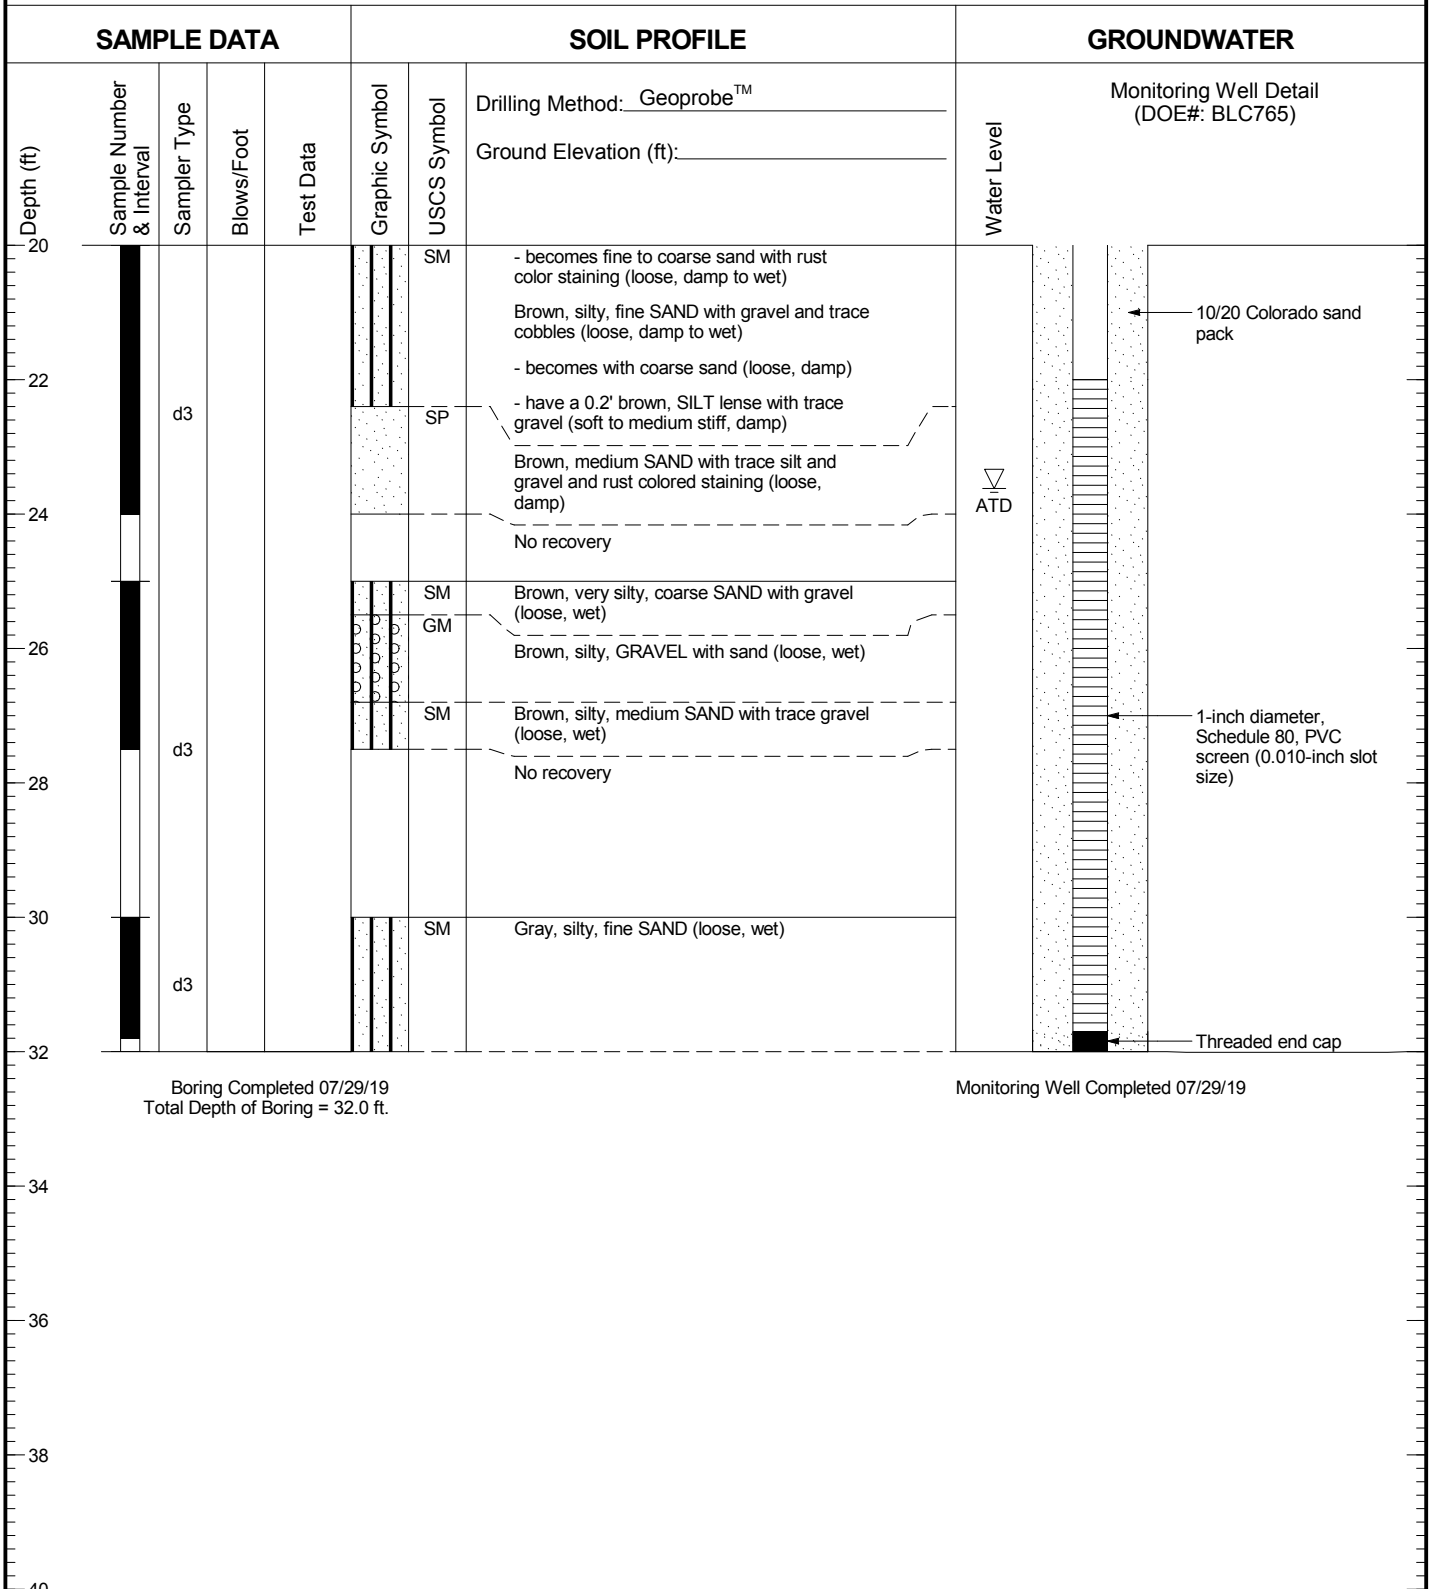 SAMPLE DATA
SOIL PROFILE
GROUNDWATER
Depth (ft)
Sample Number
& Interval
Sampler Type
Blows/Foot
Test Data
Graphic Symbol
USCS Symbol
Drilling Method: Geoprobe™
Ground Elevation (ft):
Water Level
Monitoring Well Detail
(DOE#: BLC765)
20
SM
- becomes fine to coarse sand with rust
color staining (loose, damp to wet)
Brown, silty, fine SAND with gravel and trace
cobbles (loose, damp to wet)
10/20 Colorado sand
pack
- becomes with coarse sand (loose, damp)
22
d3
SP
- have a 0.2' brown, SILT lense with trace
gravel (soft to medium stiff, damp)
Brown, medium SAND with trace silt and
gravel and rust colored staining (loose,
damp)
ATD
24
No recovery
SM
Brown, very silty, coarse SAND with gravel
(loose, wet)
GM
26
Brown, silty, GRAVEL with sand (loose, wet)
SM
Brown, silty, medium SAND with trace gravel
(loose, wet)
1-inch diameter,
Schedule 80, PVC
screen (0.010-inch slot
size)
d3
No recovery
28
30
SM
Gray, silty, fine SAND (loose, wet)
d3
Threaded end cap
32
Boring Completed 07/29/19
Total Depth of Boring = 32.0 ft.
Monitoring Well Completed 07/29/19
34
36
38
40